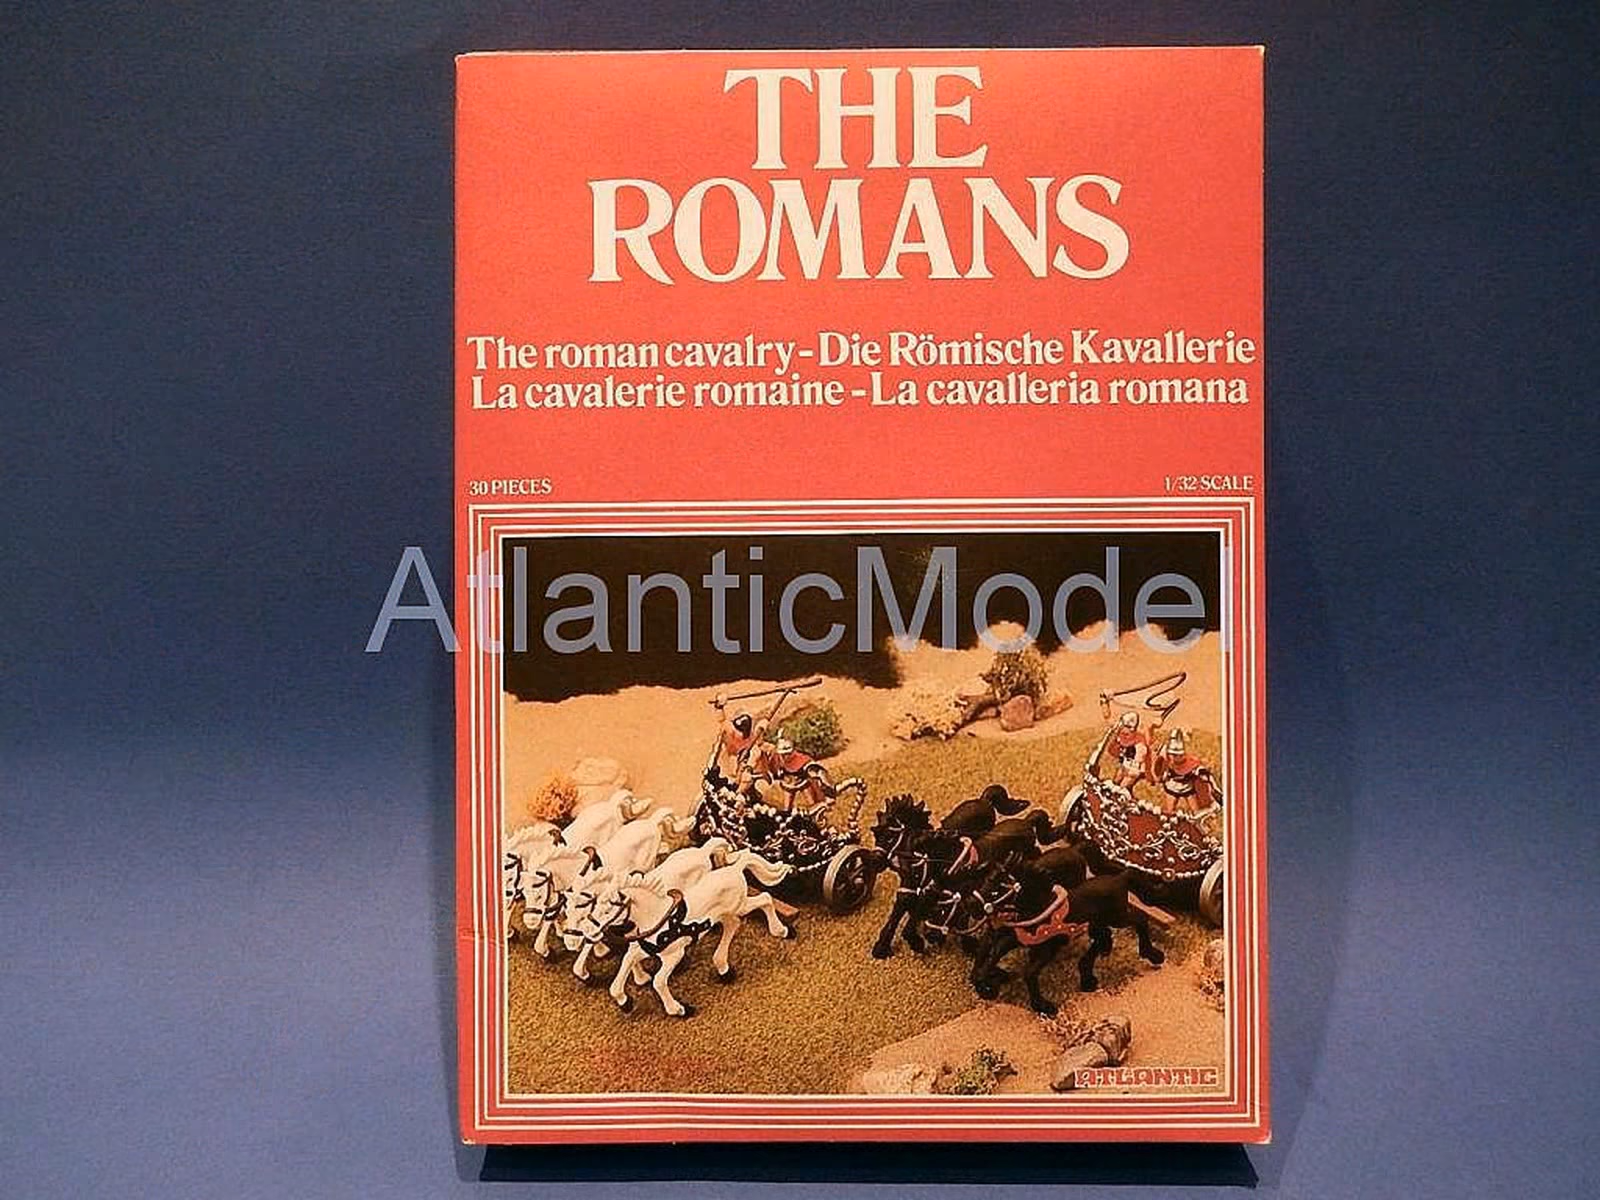 THE
ROMANS
The roman cavalry - Die Römische Kavallerie
La cavalerie romaine - La cavalleria romana
30 PIECES
1/32 SCALE
AtlanticModel
ATLANTIC